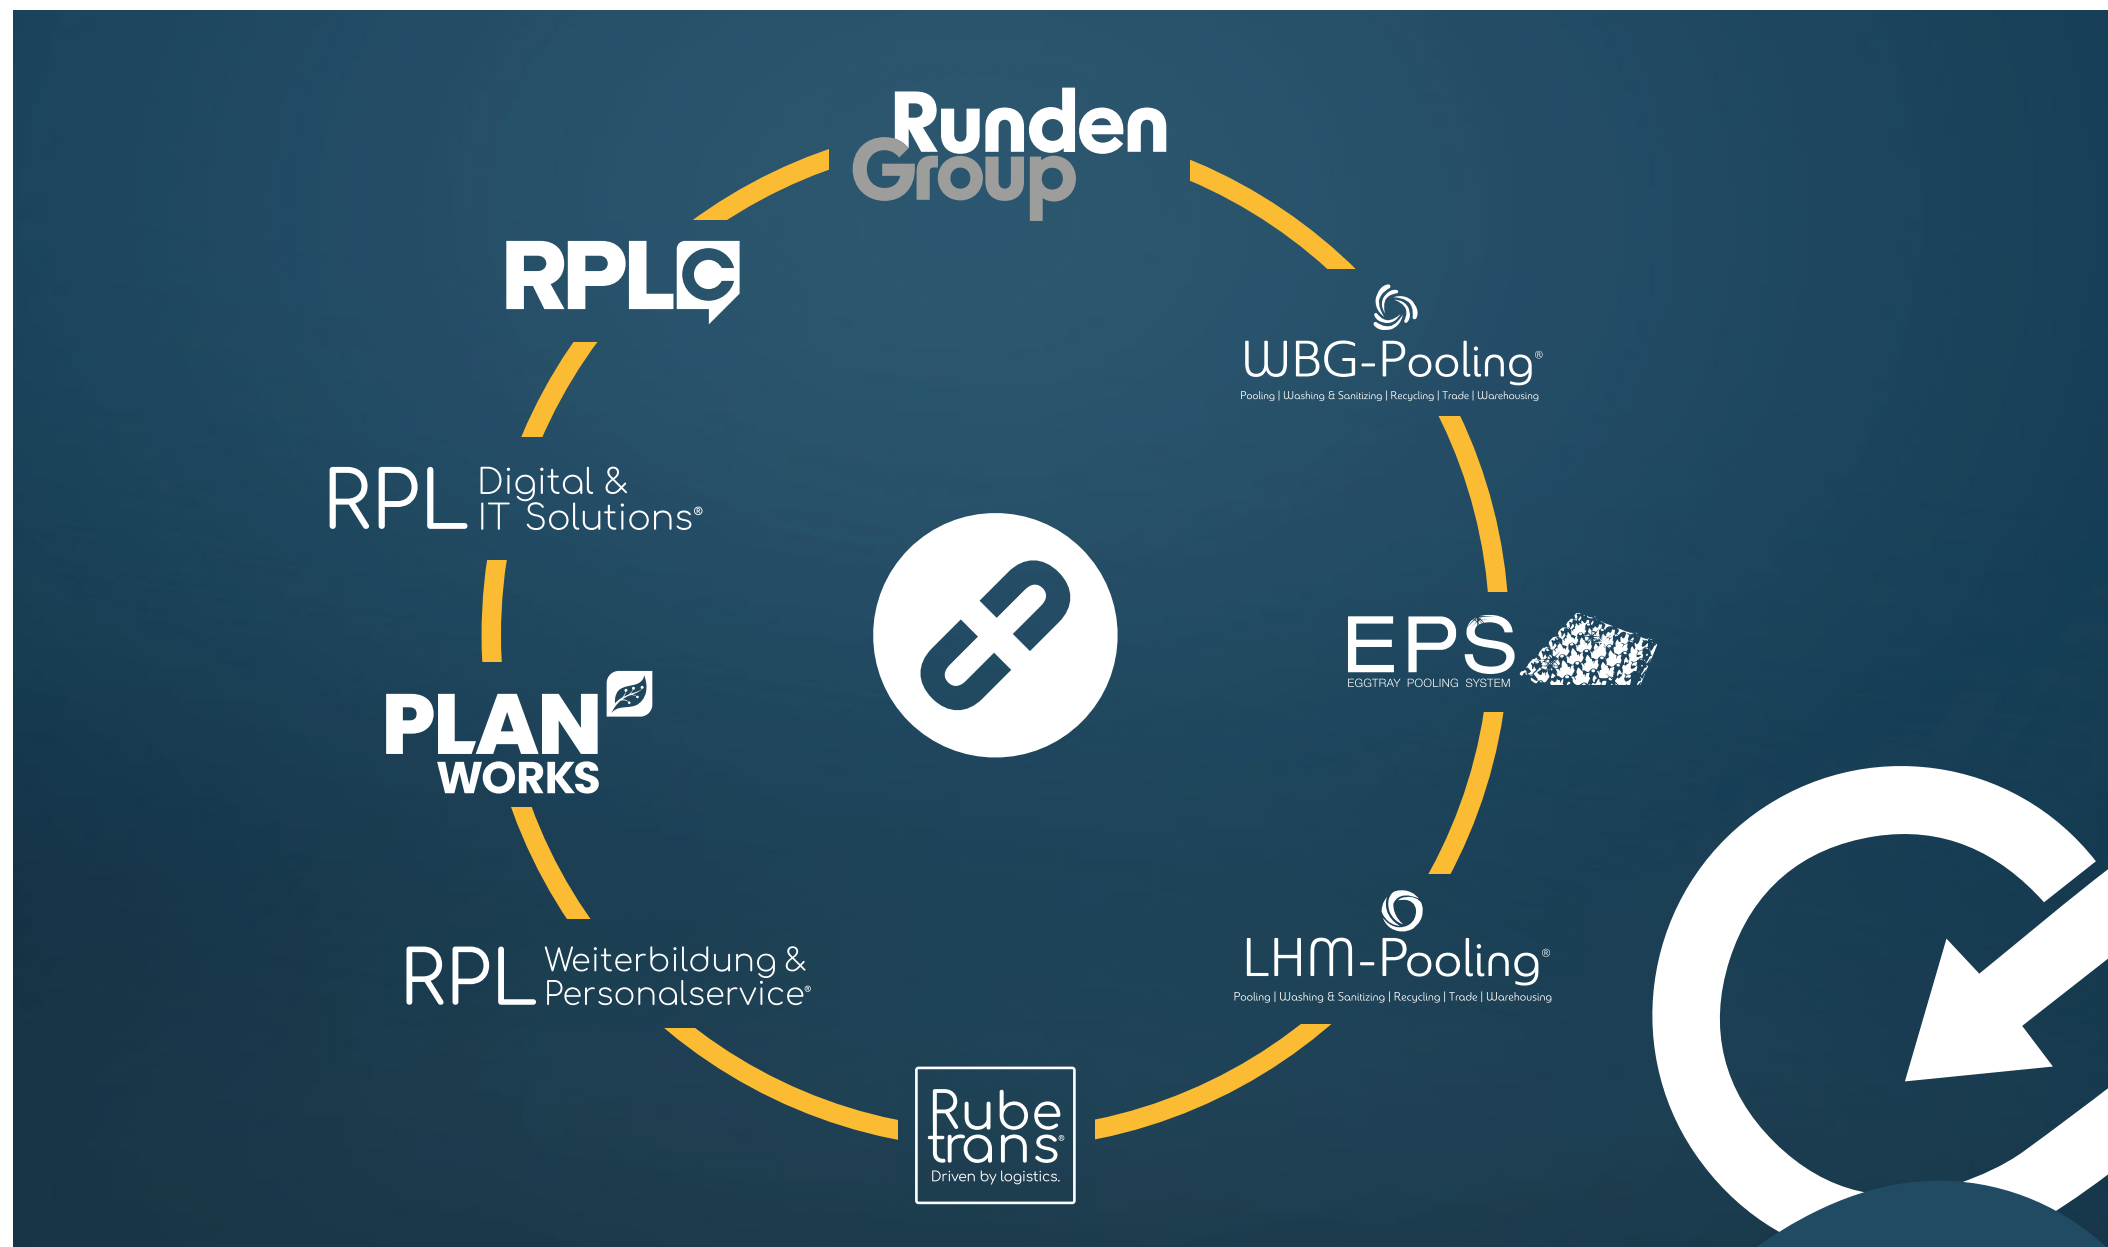 Runden
Group
RPLC
WBG-Pooling®
Pooling | Washing & Sanitizing | Recycling | Trade | Warehousing
RPL Digital &
IT Solutions®
EPS
EGGTRAY POOLING SYSTEM
PLAN
WORKS
LHM-Pooling®
Pooling | Washing & Sanitizing | Recycling | Trade | Warehousing
RPL Weiterbildung &
Personalservice®
Rube
trans®
Driven by logistics.